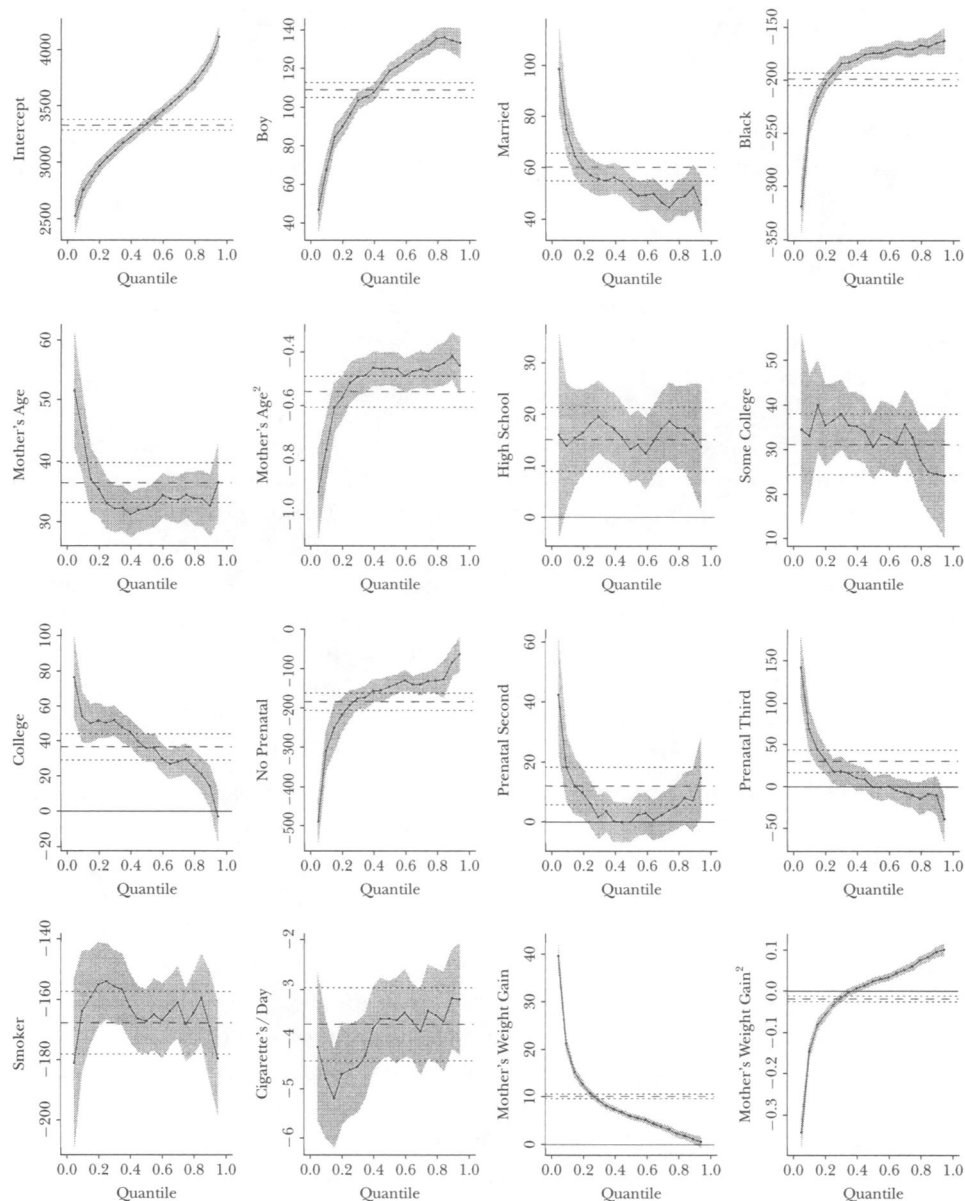 Intercept
2500 3000 3500 4000
0.0 0.2 0.4 0.6 0.8 1.0
Quantile
Boy
40 60 80 100 120 140
0.0 0.2 0.4 0.6 0.8 1.0
Quantile
Married
40 60 80 100
0.0 0.2 0.4 0.6 0.8 1.0
Quantile
Black
−350 −300 −250 −200 −150
0.0 0.2 0.4 0.6 0.8 1.0
Quantile
Mother's Age
30 40 50 60
0.0 0.2 0.4 0.6 0.8 1.0
Quantile
Mother's Age²
−1.0 −0.8 −0.6 −0.4
0.0 0.2 0.4 0.6 0.8 1.0
Quantile
High School
0 10 20 30
0.0 0.2 0.4 0.6 0.8 1.0
Quantile
Some College
10 20 30 40 50
0.0 0.2 0.4 0.6 0.8 1.0
Quantile
College
−20 0 20 40 60 80 100
0.0 0.2 0.4 0.6 0.8 1.0
Quantile
No Prenatal
−500 −400 −300 −200 −100 0
0.0 0.2 0.4 0.6 0.8 1.0
Quantile
Prenatal Second
0 20 40 60
0.0 0.2 0.4 0.6 0.8 1.0
Quantile
Prenatal Third
−50 0 50 100 150
0.0 0.2 0.4 0.6 0.8 1.0
Quantile
Smoker
−200 −180 −160 −140
0.0 0.2 0.4 0.6 0.8 1.0
Quantile
Cigarette's/Day
−6 −5 −4 −3 −2
0.0 0.2 0.4 0.6 0.8 1.0
Quantile
Mother's Weight Gain
0 10 20 30 40
0.0 0.2 0.4 0.6 0.8 1.0
Quantile
Mother's Weight Gain²
−0.3 −0.2 −0.1 0.0 0.1
0.0 0.2 0.4 0.6 0.8 1.0
Quantile